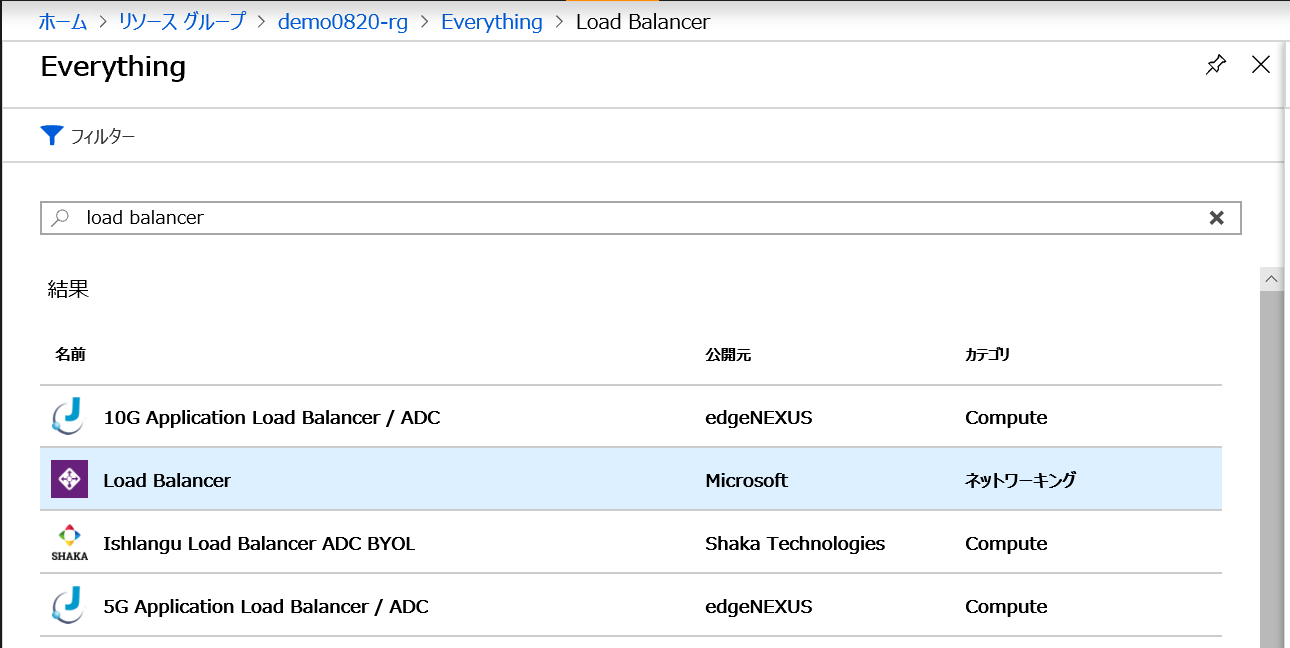 ホーム > リソース グループ > demo0820-rg > Everything > Load Balancer
Everything
フィルター
load balancer
結果
名前 公開元 カテゴリ
10G Application Load Balancer / ADC edgeNEXUS Compute
Load Balancer Microsoft ネットワーキング
SHAKA Ishlangu Load Balancer ADC BYOL Shaka Technologies Compute
5G Application Load Balancer / ADC edgeNEXUS Compute